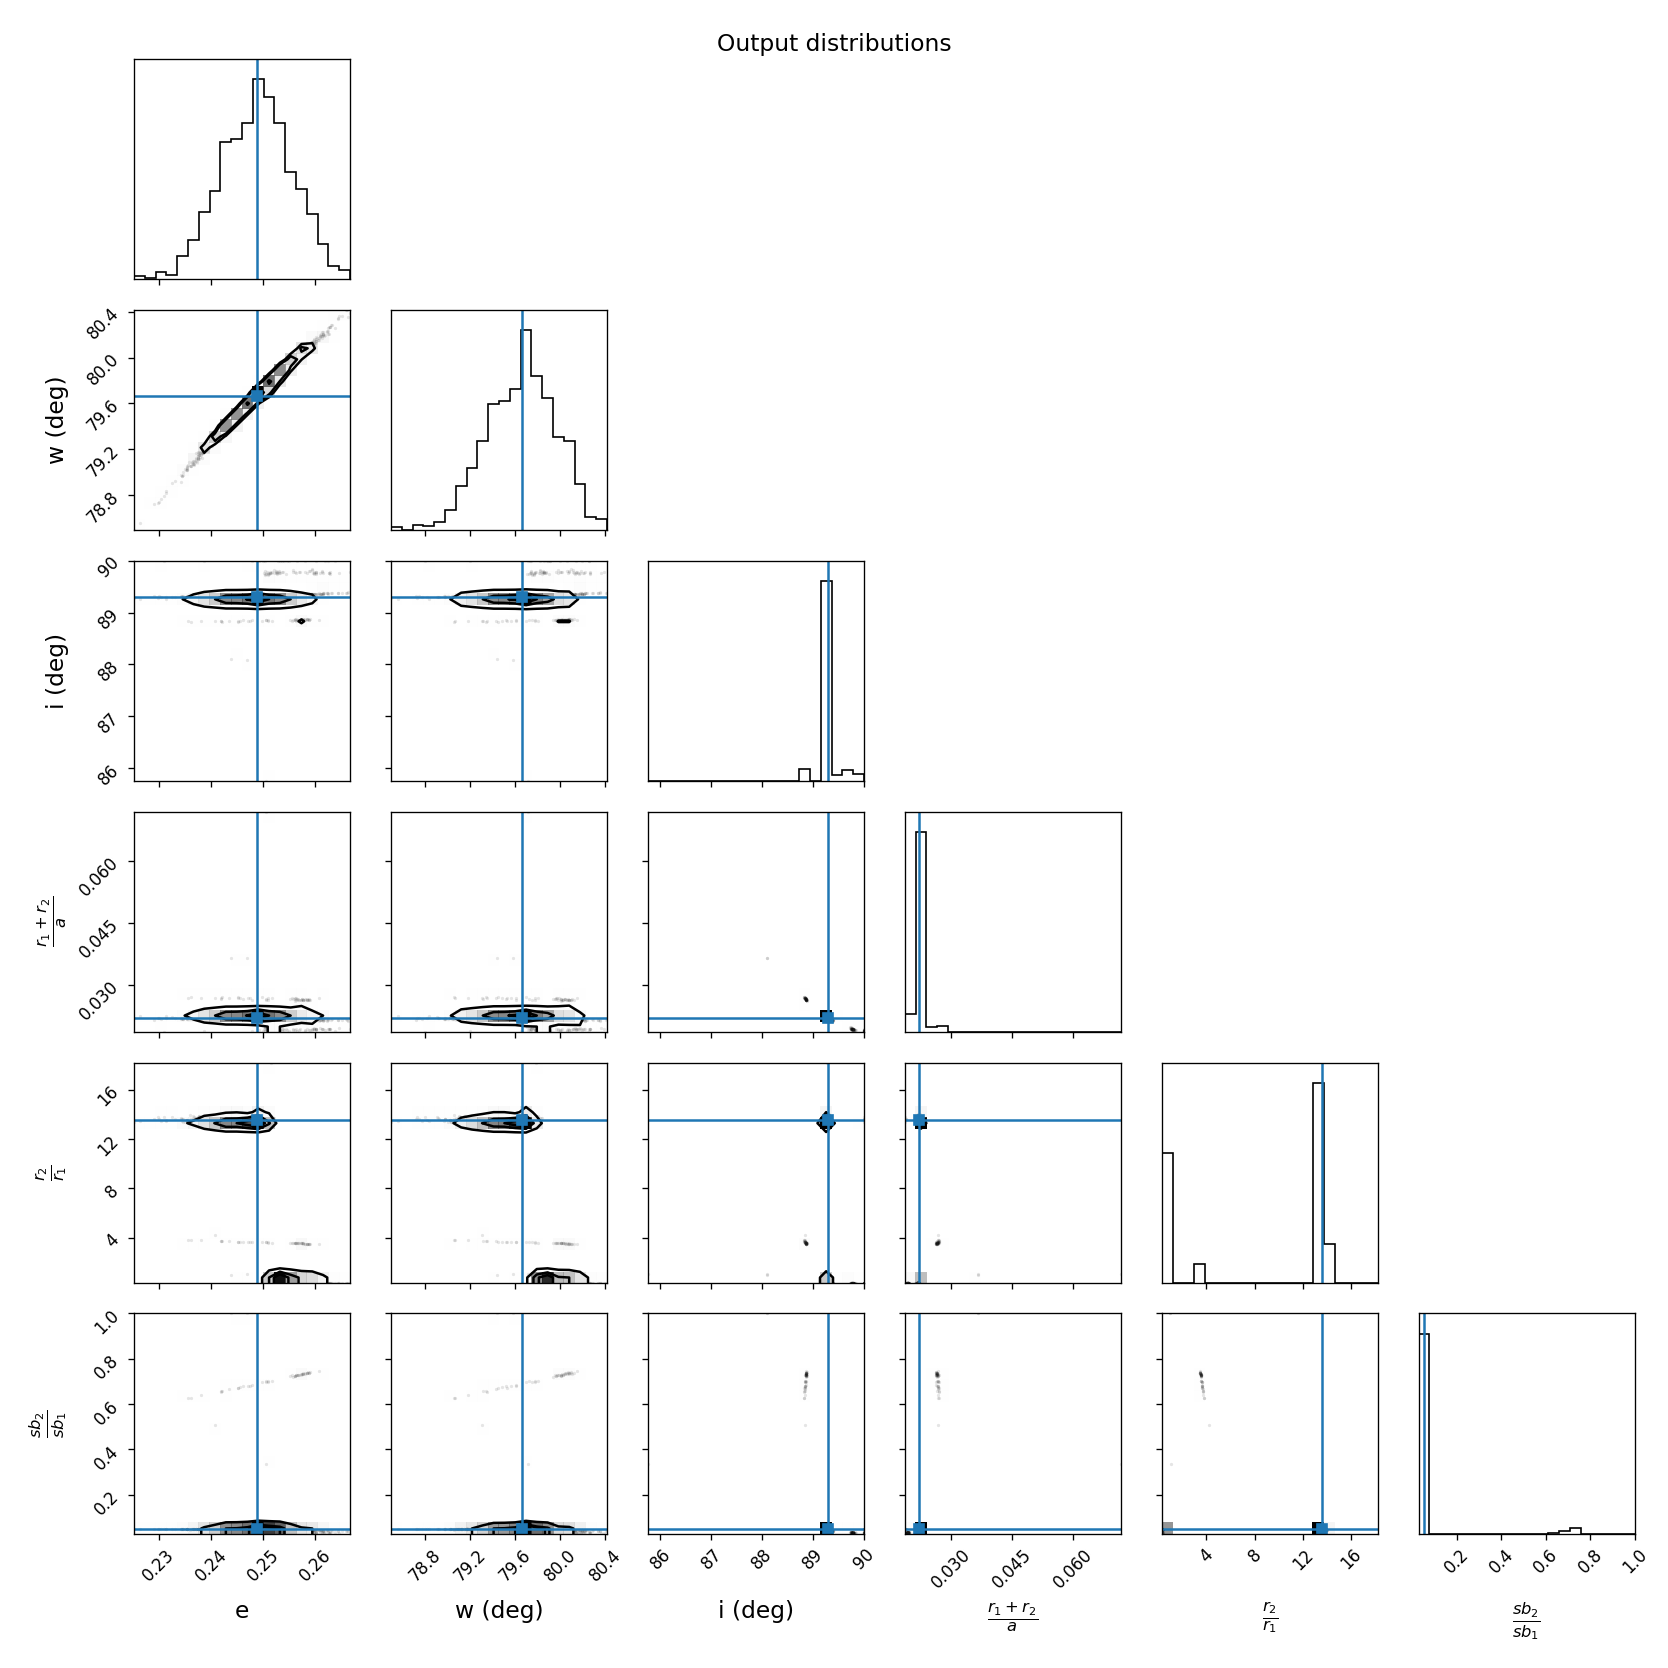 Output distributions
80.4
80.0
79.6
79.2
78.8
w (deg)
90
89
88
87
86
i (deg)
0.060
0.045
0.030
r₁ + r₂
a
16
12
8
4
r₂
r₁
1.0
0.8
0.6
0.4
0.2
sb₂
sb₁
0.23 0.24 0.25 0.26 78.8 79.2 79.6 80.0 80.4 86 87 88 89 90 0.030 0.045 0.060 4 8 12 16 0.2 0.4 0.6 0.8 1.0
e w (deg) i (deg)
r₁ + r₂ r₂ sb₂
a r₁ sb₁